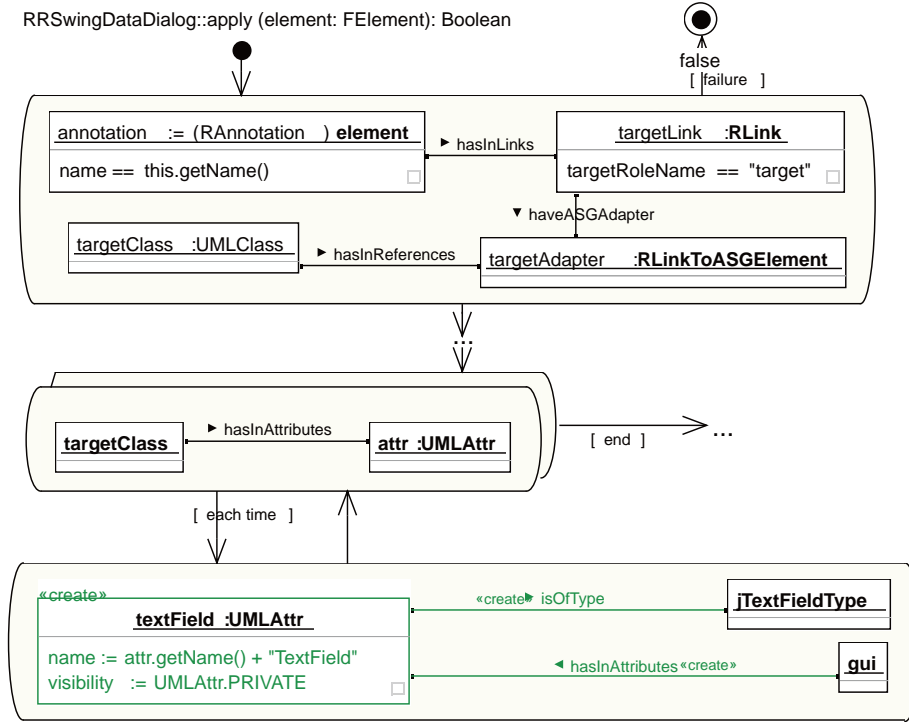 RRSwingDataDialog::apply (element: FElement): Boolean
false
[ failure ]
annotation := (RAnnotation ) element
name == this.getName()
► hasInLinks
targetLink :RLink
targetRoleName == "target"
▼ haveASGAdapter
targetClass :UMLClass
► hasInReferences
targetAdapter :RLinkToASGElement
...
targetClass
► hasInAttributes
attr :UMLAttr
[ end ]
...
[ each time ]
«create»
textField :UMLAttr
name := attr.getName() + "TextField"
visibility := UMLAttr.PRIVATE
«create» ► isOfType
jTextFieldType
◄ hasInAttributes «create»
gui